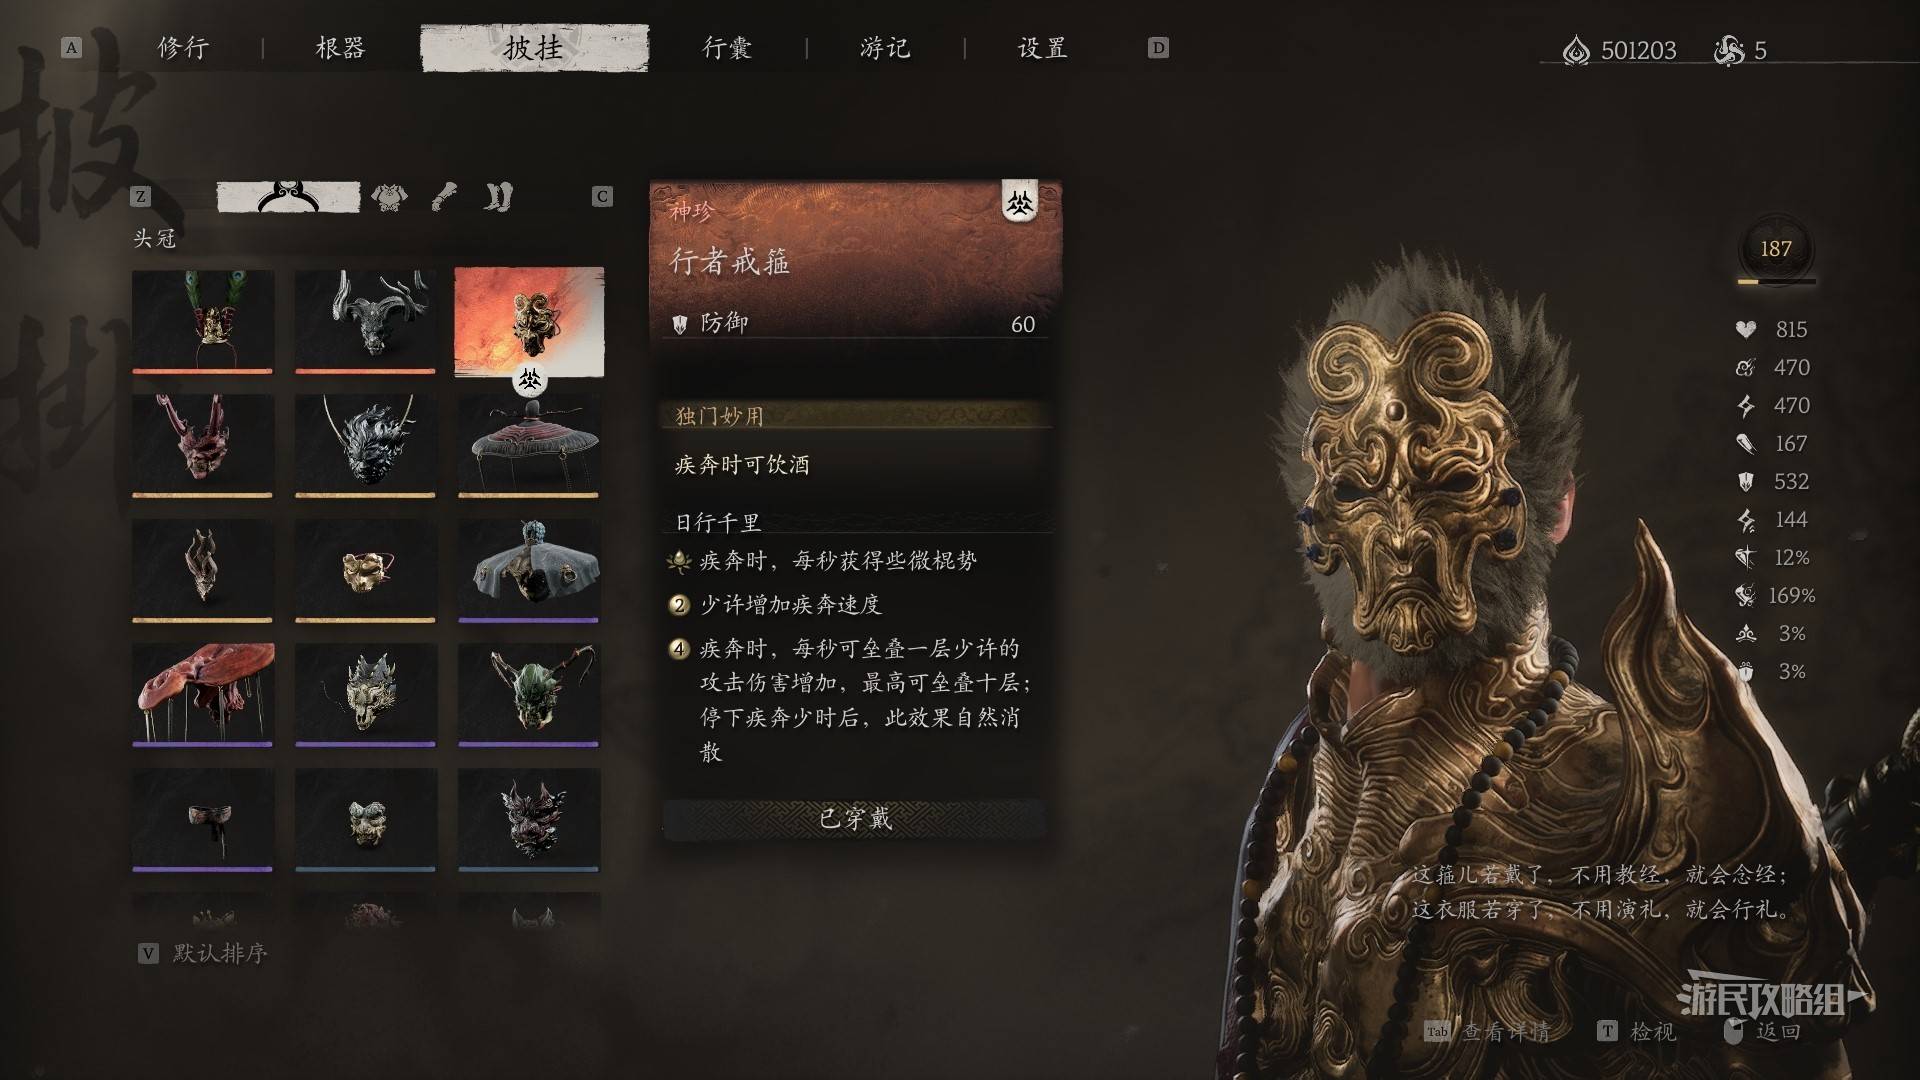 A 修行 根器 披挂 行囊 游记 设置 D
501203 5
披挂
Z C
头冠
神珍
行者戒箍
防御 60
独门妙用
疾奔时可饮酒
日行千里
疾奔时，每秒获得些微棍势
2 少许增加疾奔速度
4 疾奔时，每秒可垒叠一层少许的
攻击伤害增加，最高可垒叠十层；
停下疾奔少时后，此效果自然消
散
已穿戴
V 默认排序
187
815
470
470
167
532
144
12%
169%
3%
3%
这箍儿若戴了，不用教经，就会念经；
这衣服若穿了，不用演礼，就会行礼。
游民攻略组
Tab 查看详情 T 检视 返回